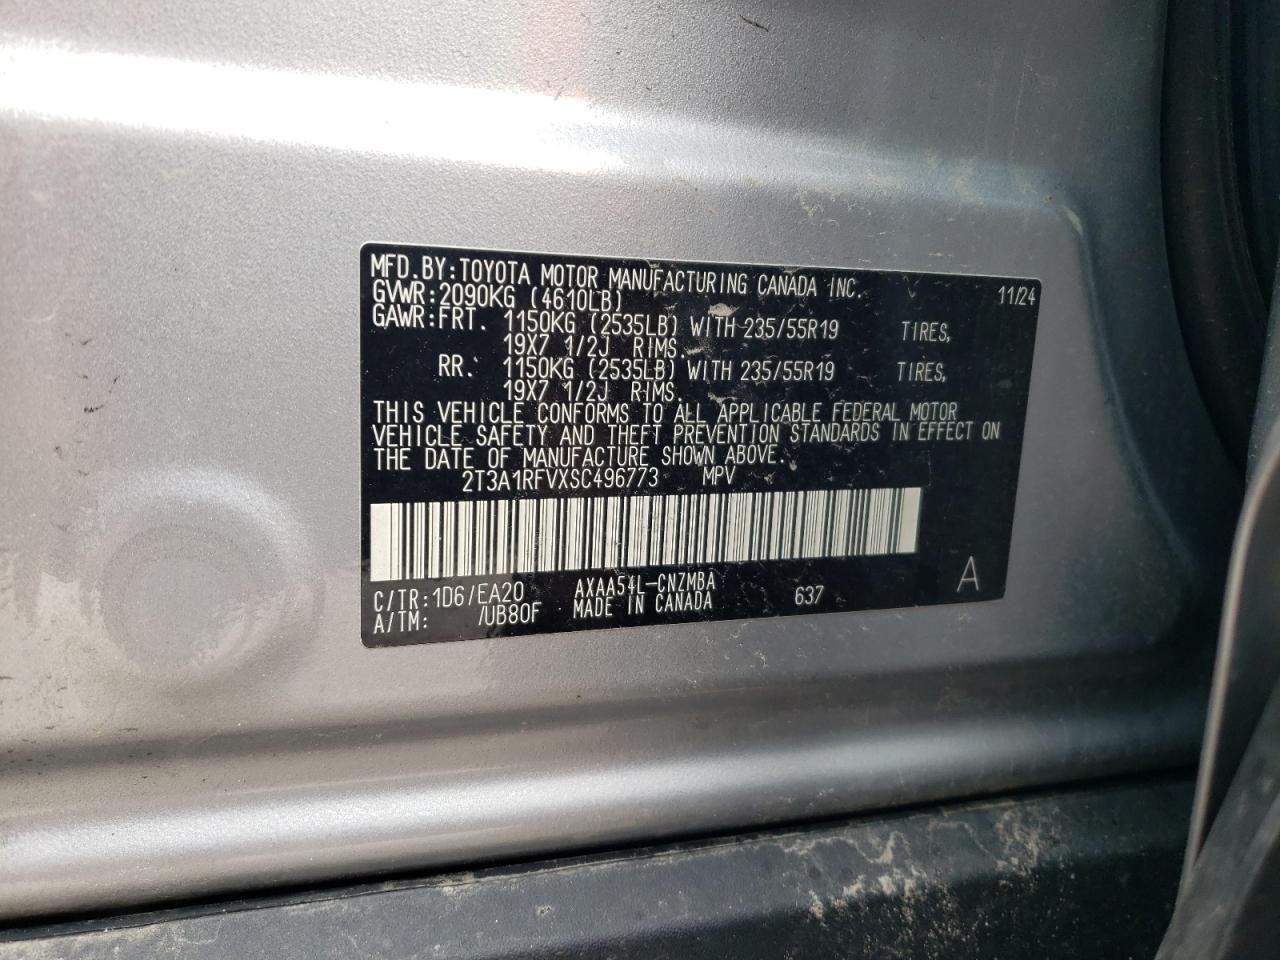 MFD.BY:TOYOTA MOTOR MANUFACTURING CANADA INC. 11/24
GVWR:2090KG (4610LB)
GAWR:FRT. 1150KG (2535LB) WITH 235/55R19 TIRES,
19X7 1/2J RIMS.
RR. 1150KG (2535LB) WITH 235/55R19 TIRES,
19X7 1/2J RIMS.
THIS VEHICLE CONFORMS TO ALL APPLICABLE FEDERAL MOTOR
VEHICLE SAFETY AND THEFT PREVENTION STANDARDS IN EFFECT ON
THE DATE OF MANUFACTURE SHOWN ABOVE.
2T3A1RFVXSC496773 MPV
C/TR:1D6/EA20 AXAA54L-CNZMBA 637 A
A/TM: /UB80F MADE IN CANADA